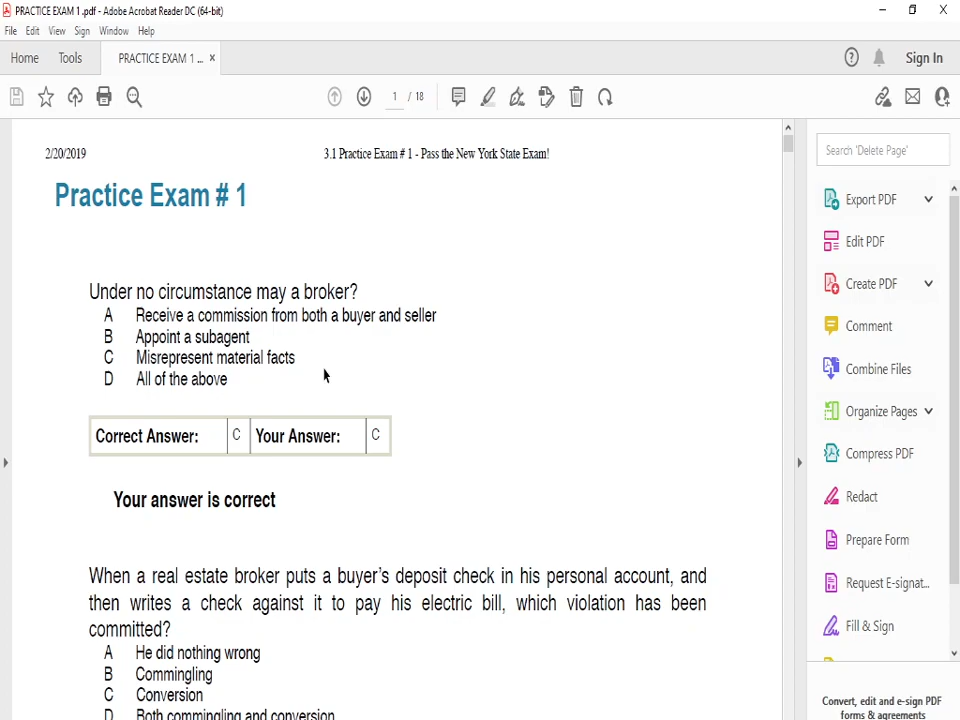 PRACTICE EXAM 1 .pdf - Adobe Acrobat Reader DC (64-bit)
File Edit View Sign Window Help
Home Tools PRACTICE EXAM 1 ... × Sign In
1 / 18
2/20/2019 3.1 Practice Exam # 1 - Pass the New York State Exam!
Practice Exam # 1
Under no circumstance may a broker?
A Receive a commission from both a buyer and seller
B Appoint a subagent
C Misrepresent material facts
D All of the above
Correct Answer: C Your Answer: C
Your answer is correct
When a real estate broker puts a buyer's deposit check in his personal account, and
then writes a check against it to pay his electric bill, which violation has been
committed?
A He did nothing wrong
B Commingling
C Conversion
D Both commingling and conversion
Search 'Delete Page'
Export PDF
Edit PDF
Create PDF
Comment
Combine Files
Organize Pages
Compress PDF
Redact
Prepare Form
Request E-signat...
Fill & Sign
Convert, edit and e-sign PDF
forms & agreements